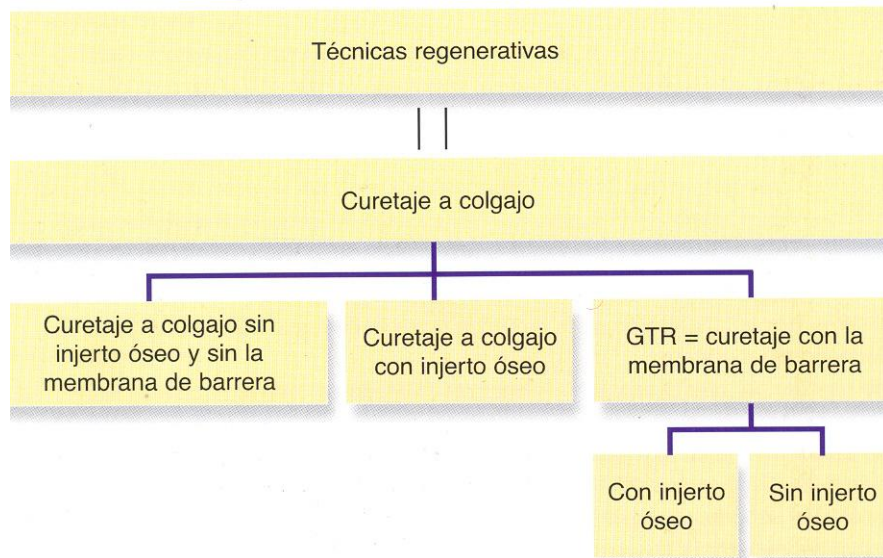 Técnicas regenerativas
Curetaje a colgajo
Curetaje a colgajo sin
injerto óseo y sin la
membrana de barrera
Curetaje a colgajo
con injerto óseo
GTR = curetaje con la
membrana de barrera
Con injerto
óseo
Sin injerto
óseo